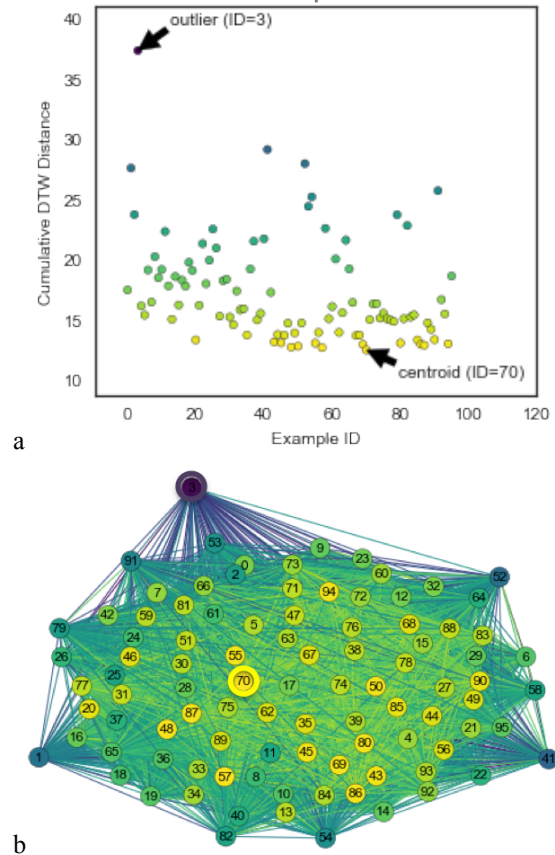 40
outlier (ID=3)
35
30
25
20
15
10
centroid (ID=70)
Cumulative DTW Distance
0 20 40 60 80 100 120
Example ID
a
3
53 9
91 0 73 23
2 60 52
7 66 71 94 72 12 32 64
42 59 81 61 47
79 5 76 68 88 83
24 51 63 38 15
26 46 30 55 67 78 29 6
25 70 90
77 31 28 17 74 50 27 58
20 37 87 75 62 85 44 49
48 35 39 21 95
16 89 80 4
1 65 36 11 45 56 41
18 33 57 8 69 43 93 22
19 34 10 84 86 92
40 13 14
82 54
b